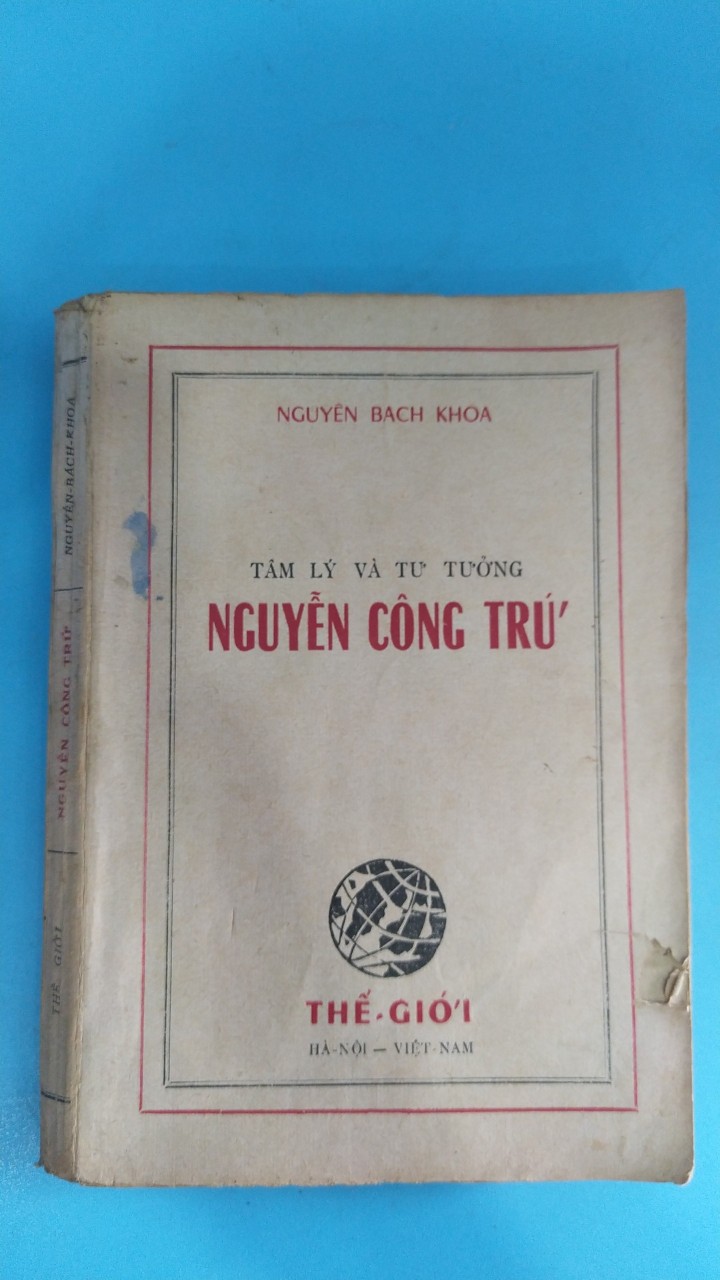 NGUYÊN BACH KHOA
TÂM LÝ VÀ TƯ TƯỞNG
NGUYỄN CÔNG TRỨ
THẾ-GIỚI
HÀ-NỘI — VIỆT-NAM
NGUYỄN-BÁCH-KHOA
NGUYỄN CÔNG TRỨ
THẾ GIỚI